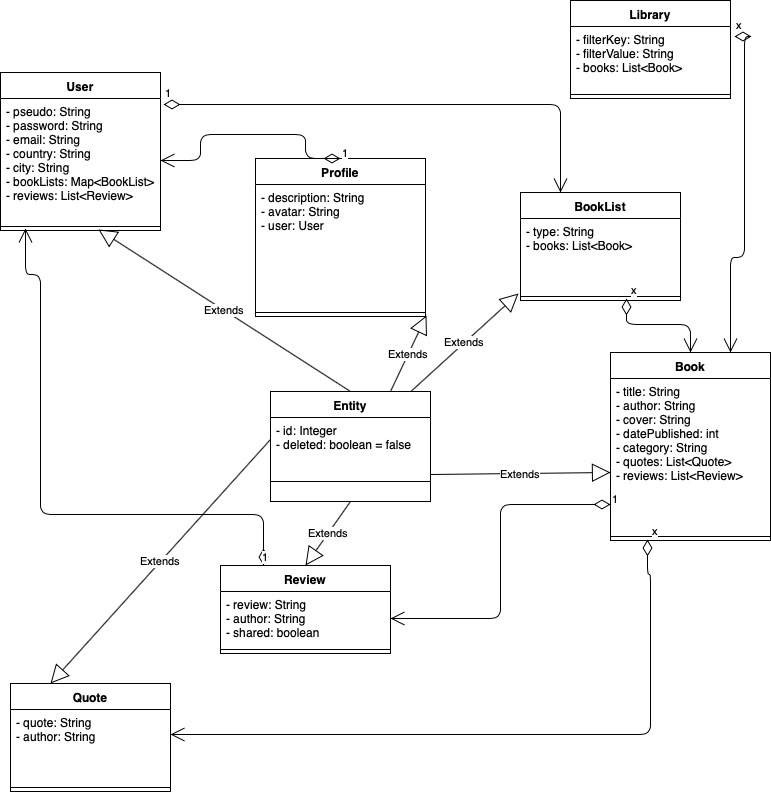 Library
- filterKey: String
- filterValue: String
- books: List<Book>
x
User
- pseudo: String
- password: String
- email: String
- country: String
- city: String
- bookLists: Map<BookList>
- reviews: List<Review>
1
1
Profile
- description: String
- avatar: String
- user: User
BookList
- type: String
- books: List<Book>
x
Extends
Extends
Extends
Book
- title: String
- author: String
- cover: String
- datePublished: int
- category: String
- quotes: List<Quote>
- reviews: List<Review>
1
x
Entity
- id: Integer
- deleted: boolean = false
Extends
Extends
Extends
1
Review
- review: String
- author: String
- shared: boolean
Quote
- quote: String
- author: String